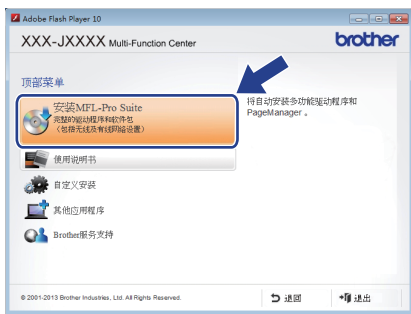 Adobe Flash Player 10
XXX-JXXXX Multi-Function Center
brother
顶部菜单
安装MFL-Pro Suite
完整的驱动程序和软件包
（包括无线及有线网络设置）
将自动安装多功能驱动程序和
PageManager 。
使用说明书
自定义安装
其他应用程序
Brother服务支持
© 2001-2013 Brother Industries, Ltd. All Rights Reserved.
退回
退出